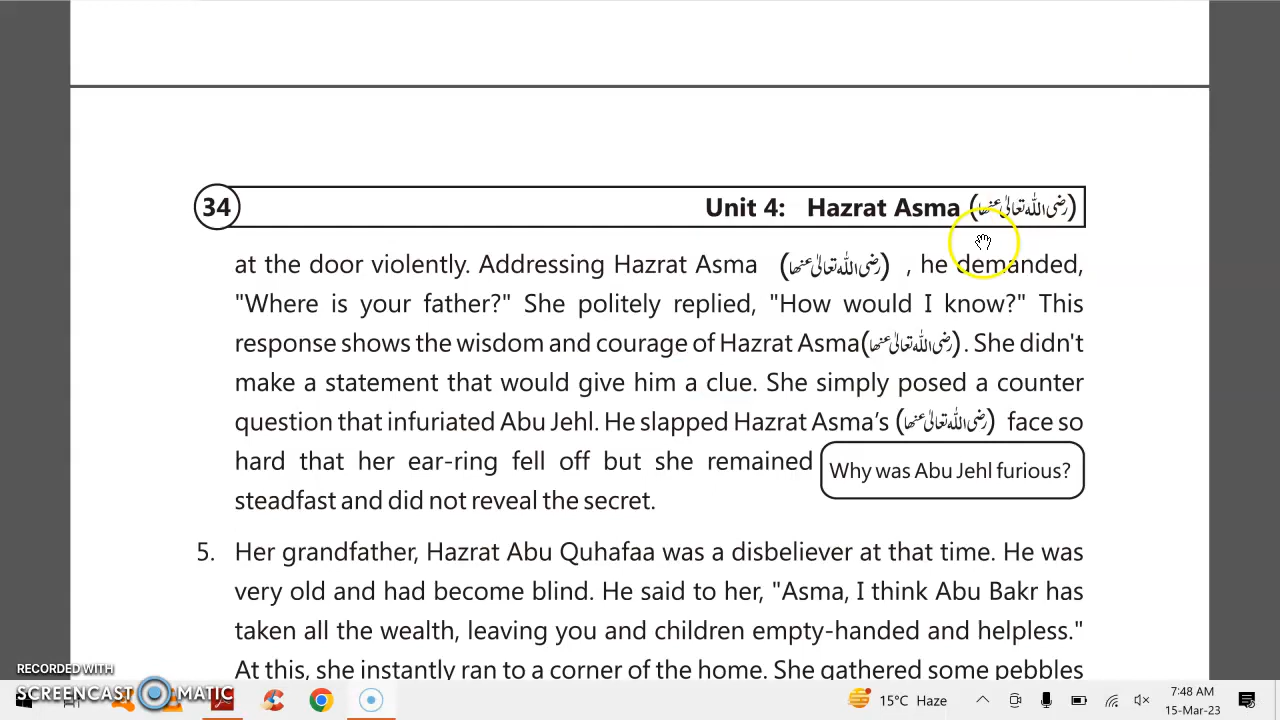 34 Unit 4: Hazrat Asma (رضی اللہ تعالیٰ عنھا)
at the door violently. Addressing Hazrat Asma (رضی اللہ تعالیٰ عنھا) , he demanded,
"Where is your father?" She politely replied, "How would I know?" This
response shows the wisdom and courage of Hazrat Asma(رضی اللہ تعالیٰ عنھا). She didn't
make a statement that would give him a clue. She simply posed a counter
question that infuriated Abu Jehl. He slapped Hazrat Asma’s (رضی اللہ تعالیٰ عنھا) face so
hard that her ear-ring fell off but she remained
steadfast and did not reveal the secret.
Why was Abu Jehl furious?
5. Her grandfather, Hazrat Abu Quhafaa was a disbeliever at that time. He was
very old and had become blind. He said to her, "Asma, I think Abu Bakr has
taken all the wealth, leaving you and children empty-handed and helpless."
At this, she instantly ran to a corner of the home. She gathered some pebbles
RECORDED WITH
SCREENCAST MATIC
15°C Haze
7:48 AM
15-Mar-23